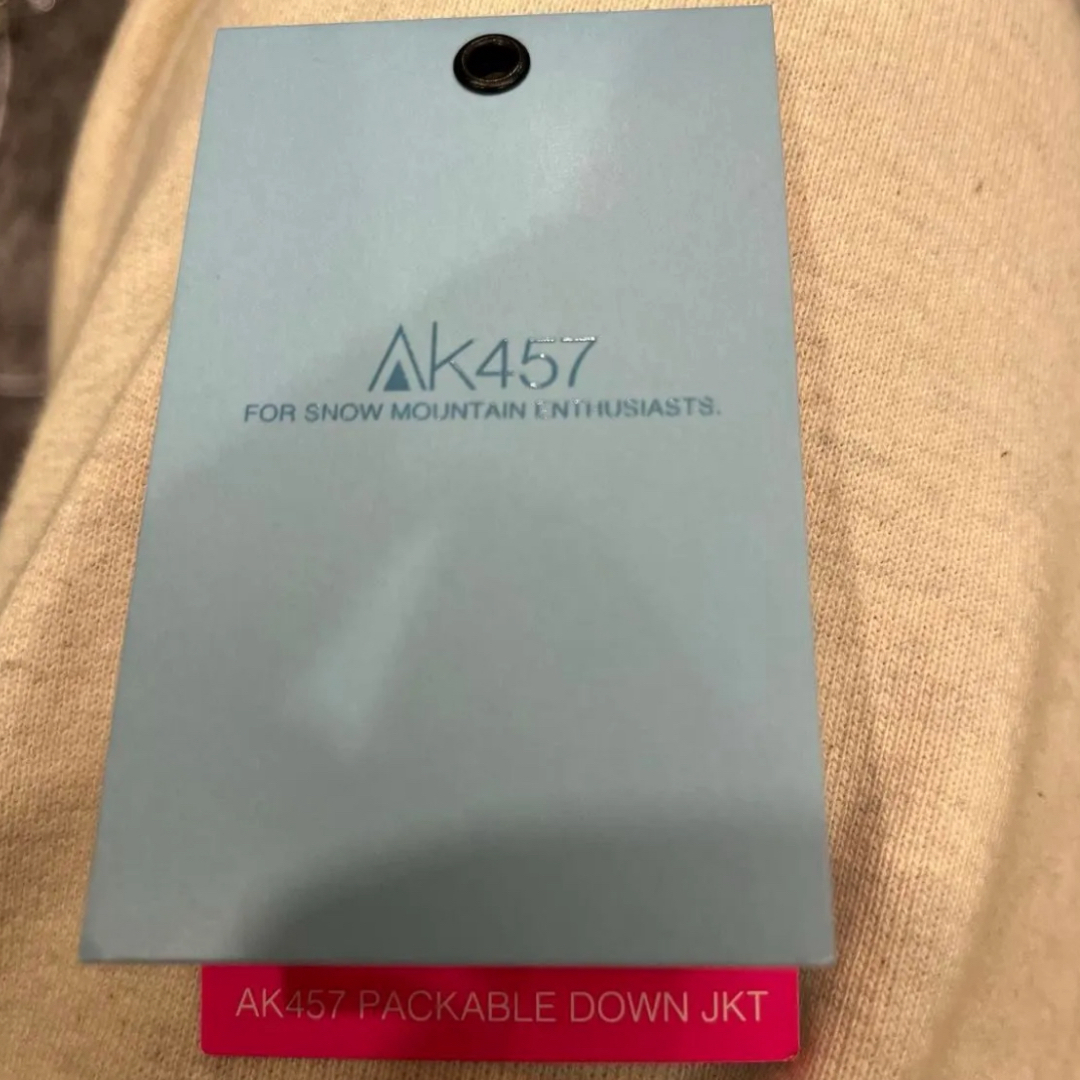 AK457
FOR SNOW MOUNTAIN ENTHUSIASTS.
AK457 PACKABLE DOWN JKT